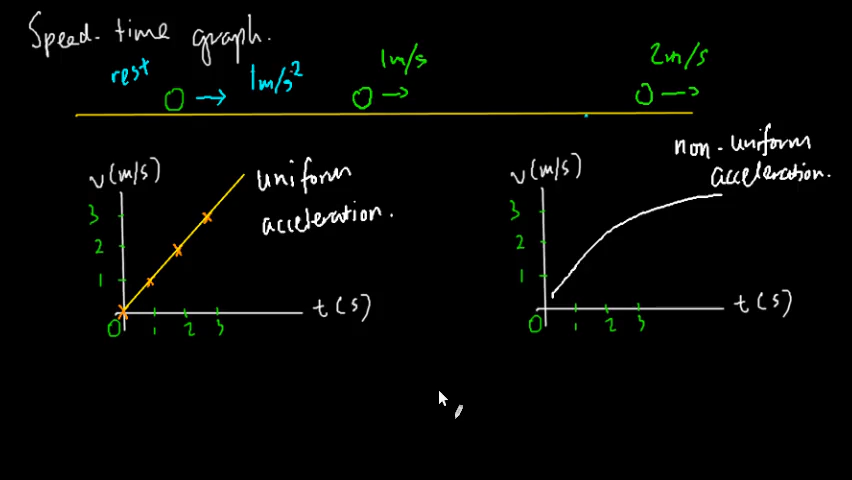 Speed-time graph.
rest 1m/s² 1m/s 2m/s
v(m/s) uniform acceleration.
3
2
1
0 1 2 3 t(s)
v(m/s) non-uniform acceleration.
3
2
1
0 1 2 3 t(s)